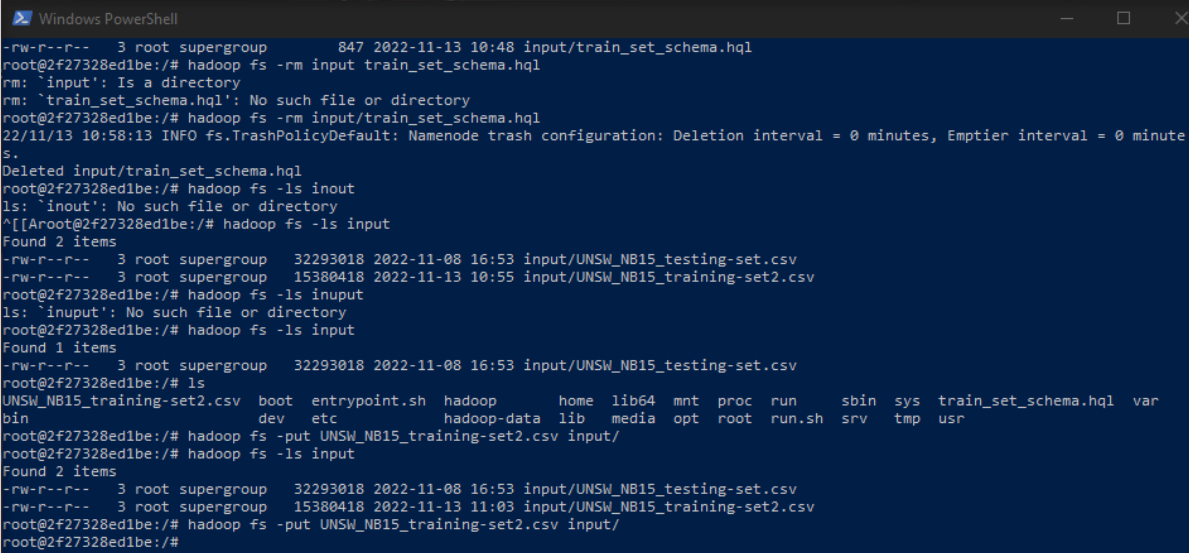 Windows PowerShell
-rw-r--r--   3 root supergroup        847 2022-11-13 10:48 input/train_set_schema.hql
root@2f27328ed1be:/# hadoop fs -rm input train_set_schema.hql
rm: `input': Is a directory
rm: `train_set_schema.hql': No such file or directory
root@2f27328ed1be:/# hadoop fs -rm input/train_set_schema.hql
22/11/13 10:58:13 INFO fs.TrashPolicyDefault: Namenode trash configuration: Deletion interval = 0 minutes, Emptier interval = 0 minute
s.
Deleted input/train_set_schema.hql
root@2f27328ed1be:/# hadoop fs -ls inout
ls: `inout': No such file or directory
^[[Aroot@2f27328ed1be:/# hadoop fs -ls input
Found 2 items
-rw-r--r--   3 root supergroup   32293018 2022-11-08 16:53 input/UNSW_NB15_testing-set.csv
-rw-r--r--   3 root supergroup   15380418 2022-11-13 10:55 input/UNSW_NB15_training-set2.csv
root@2f27328ed1be:/# hadoop fs -ls inuput
ls: `inuput': No such file or directory
root@2f27328ed1be:/# hadoop fs -ls input
Found 1 items
-rw-r--r--   3 root supergroup   32293018 2022-11-08 16:53 input/UNSW_NB15_testing-set.csv
root@2f27328ed1be:/# ls
UNSW_NB15_training-set2.csv  boot  entrypoint.sh  hadoop       home  lib64  mnt  proc  run     sbin  sys  train_set_schema.hql  var
bin                          dev   etc            hadoop-data  lib   media  opt  root  run.sh  srv   tmp  usr
root@2f27328ed1be:/# hadoop fs -put UNSW_NB15_training-set2.csv input/
root@2f27328ed1be:/# hadoop fs -ls input
Found 2 items
-rw-r--r--   3 root supergroup   32293018 2022-11-08 16:53 input/UNSW_NB15_testing-set.csv
-rw-r--r--   3 root supergroup   15380418 2022-11-13 11:03 input/UNSW_NB15_training-set2.csv
root@2f27328ed1be:/# hadoop fs -put UNSW_NB15_training-set2.csv input/
root@2f27328ed1be:/#